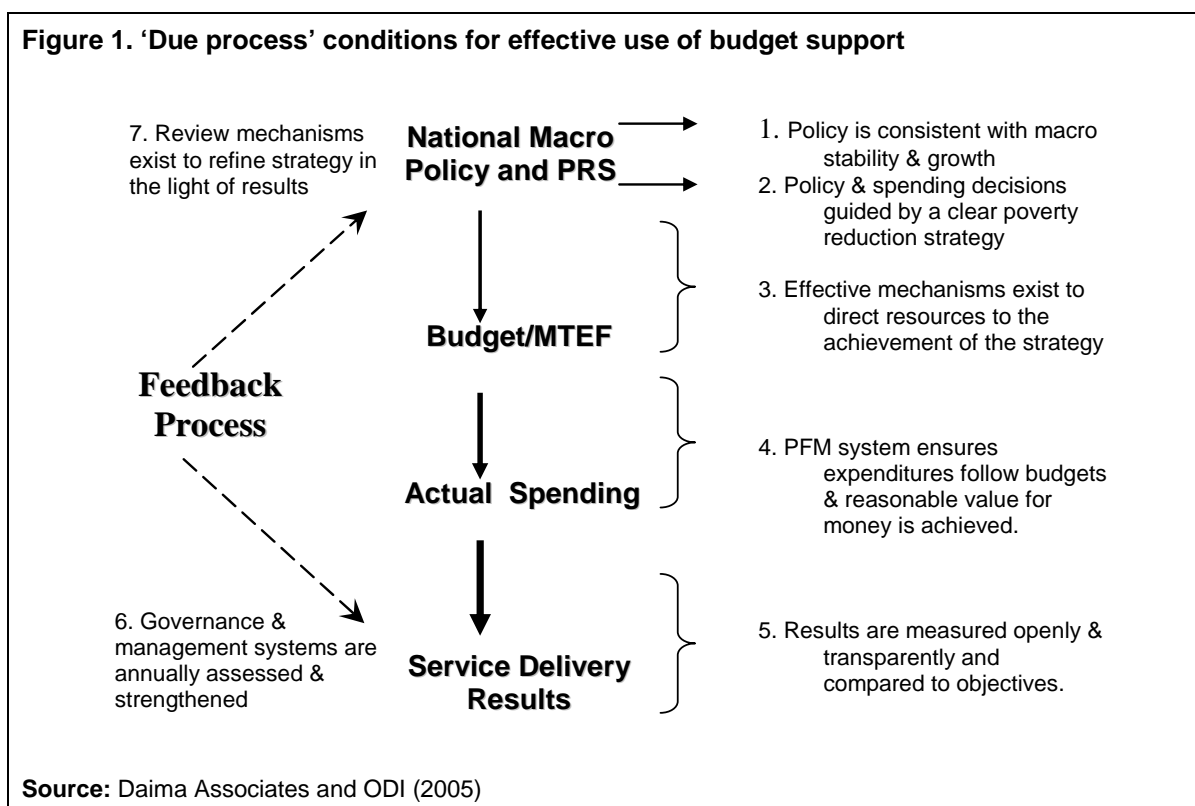 Figure 1. ‘Due process’ conditions for effective use of budget support
7. Review mechanisms
exist to refine strategy in
the light of results
National Macro
Policy and PRS
1. Policy is consistent with macro
stability & growth
2. Policy & spending decisions
guided by a clear poverty
reduction strategy
3. Effective mechanisms exist to
direct resources to the
achievement of the strategy
Budget/MTEF
Feedback
Process
4. PFM system ensures
expenditures follow budgets
& reasonable value for
money is achieved.
Actual Spending
6. Governance &
management systems are
annually assessed &
strengthened
Service Delivery
Results
5. Results are measured openly &
transparently and
compared to objectives.
Source: Daima Associates and ODI (2005)